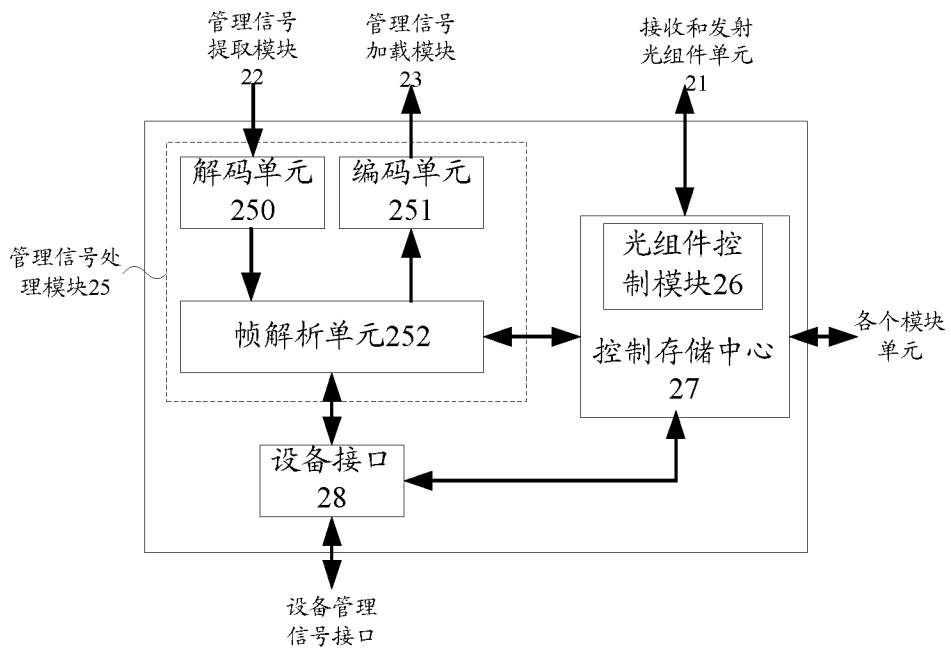 管理信号
提取模块
22
管理信号
加载模块
23
接收和发射
光组件单元
21
解码单元
250
编码单元
251
管理信号处
理模块25
光组件控
制模块26
帧解析单元252
控制存储中心
27
各个模块
单元
设备接口
28
设备管理
信号接口